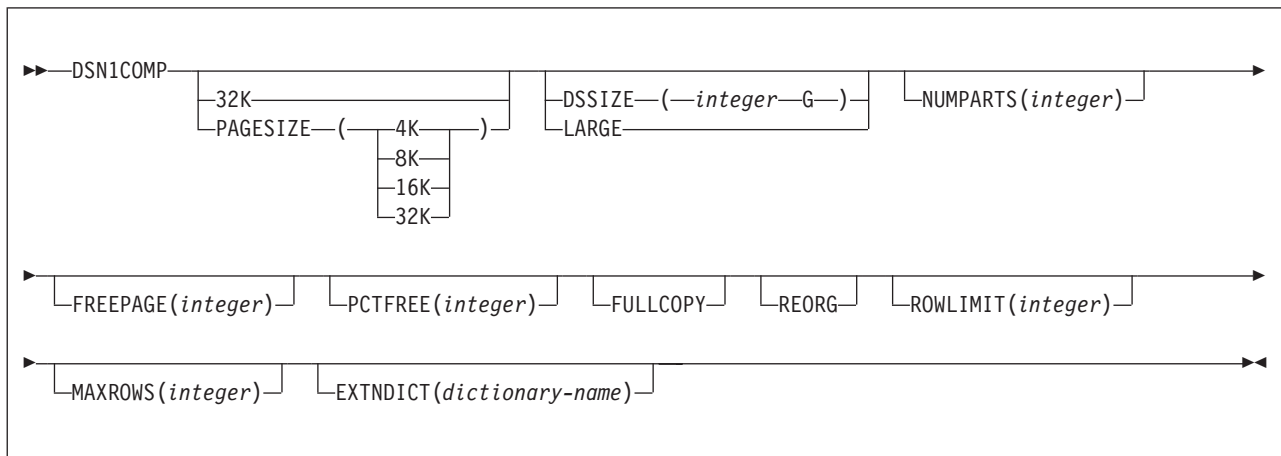 DSN1COMP
32K DSSIZE ( integer G ) NUMPARTS(integer)
PAGESIZE ( 4K ) LARGE
8K
16K
32K
FREEPAGE(integer) PCTFREE(integer) FULLCOPY REORG ROWLIMIT(integer)
MAXROWS(integer) EXTNDICT(dictionary-name)